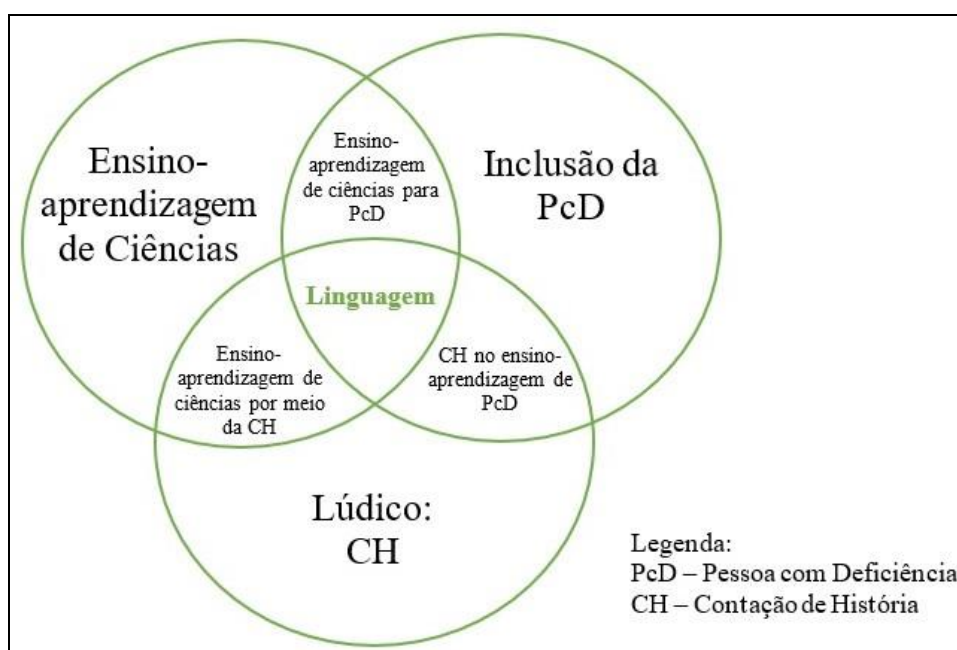 Ensino-
aprendizagem
de Ciências
Ensino-
aprendizagem
de ciências para
PcD
Inclusão da
PcD
Linguagem
Ensino-
aprendizagem de
ciências por meio
da CH
CH no ensino-
aprendizagem de
PcD
Lúdico:
CH
Legenda:
PcD – Pessoa com Deficiência
CH – Contação de História